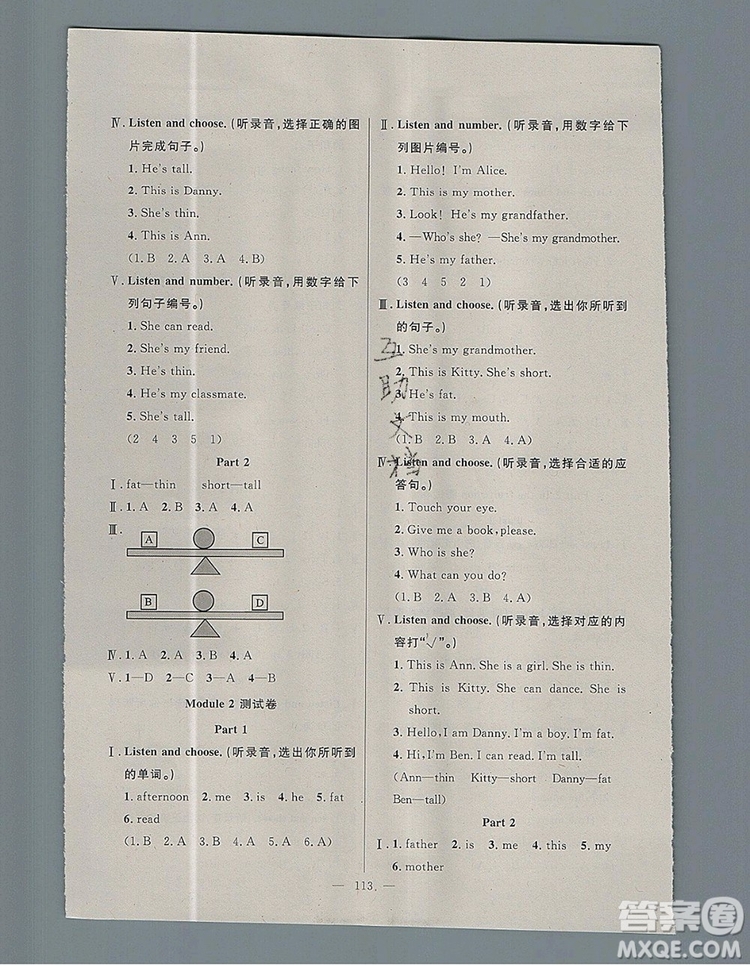 Ⅳ. Listen and choose. (听录音,选择正确的图
片完成句子。)
1. He's tall.
2. This is Danny.
3. She's thin.
4. This is Ann.
(1. B 2. A 3. A 4. B)
Ⅴ. Listen and number. (听录音,用数字给下
列句子编号。)
1. She can read.
2. She's my friend.
3. He's thin.
4. He's my classmate.
5. She's tall.
(2 4 3 5 1)
Part 2
Ⅰ. fat—thin short—tall
Ⅱ. 1. A 2. B 3. A 4. A
Ⅲ.
A C
B D
Ⅳ. 1. B 2. B 3. A 4. A
Ⅴ. 1—D 2—A 3—B 4—C
Module 2 测试卷
Part 1
Ⅰ. Listen and choose. (听录音,选出你所听到
的单词。)
1. afternoon 2. me 3. is 4. he 5. fat
6. read
(1. B 2. A 3. B 4. A 5. A 6. A)
Ⅱ. Listen and number. (听录音,用数字给下
列图片编号。)
1. Hello! I'm Alice.
2. This is my mother.
3. Look! He's my grandfather.
4. —Who's she? —She's my grandmother.
5. He's my father.
(3 4 5 2 1)
Ⅲ. Listen and choose. (听录音,选出你所听到
的句子。)
1. She's my grandmother.
2. This is Kitty. She's short.
3. He's fat.
4. This is my mouth.
(1. B 2. B 3. A 4. B)
Ⅳ. Listen and choose. (听录音,选择合适的应
答句。)
1. Touch your eye.
2. Give me a book, please.
3. Who is she?
4. What can you do?
(1. B 2. B 3. A 4. A)
Ⅴ. Listen and choose. (听录音,选择对应的内
容打“√”。)
1. This is Ann. She is a girl. She is thin.
2. This is Kitty. She can dance. She is
short.
3. Hello, I am Danny. I'm a boy. I'm fat.
4. Hi, I'm Ben. I can read. I'm tall.
(Ann—thin Kitty—short Danny—fat
Ben—tall)
Part 2
Ⅰ. 1. father 2. is 3. me 4. this 5. my
6. mother
— 113 —
互助文档
答案圈
MXQE.COM